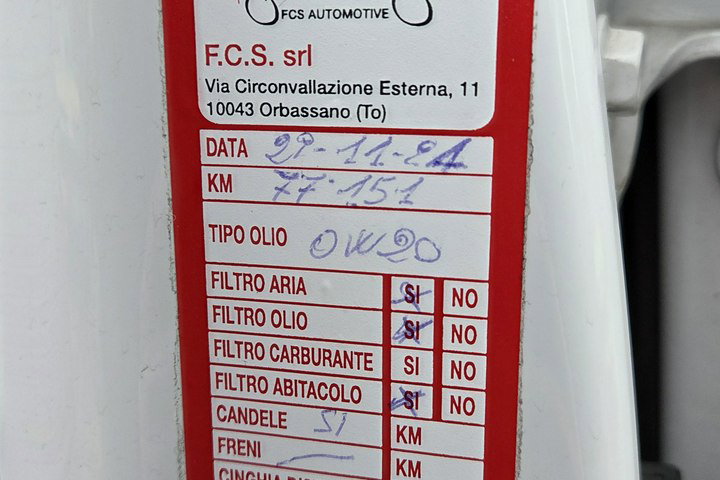 FCS AUTOMOTIVE
F.C.S. srl
Via Circonvallazione Esterna, 11
10043 Orbassano (To)
DATA 29-11-21
KM 77.151
TIPO OLIO 0W20
FILTRO ARIA SI NO
FILTRO OLIO SI NO
FILTRO CARBURANTE SI NO
FILTRO ABITACOLO SI NO
CANDELE SI KM
FRENI KM
CINGHIA